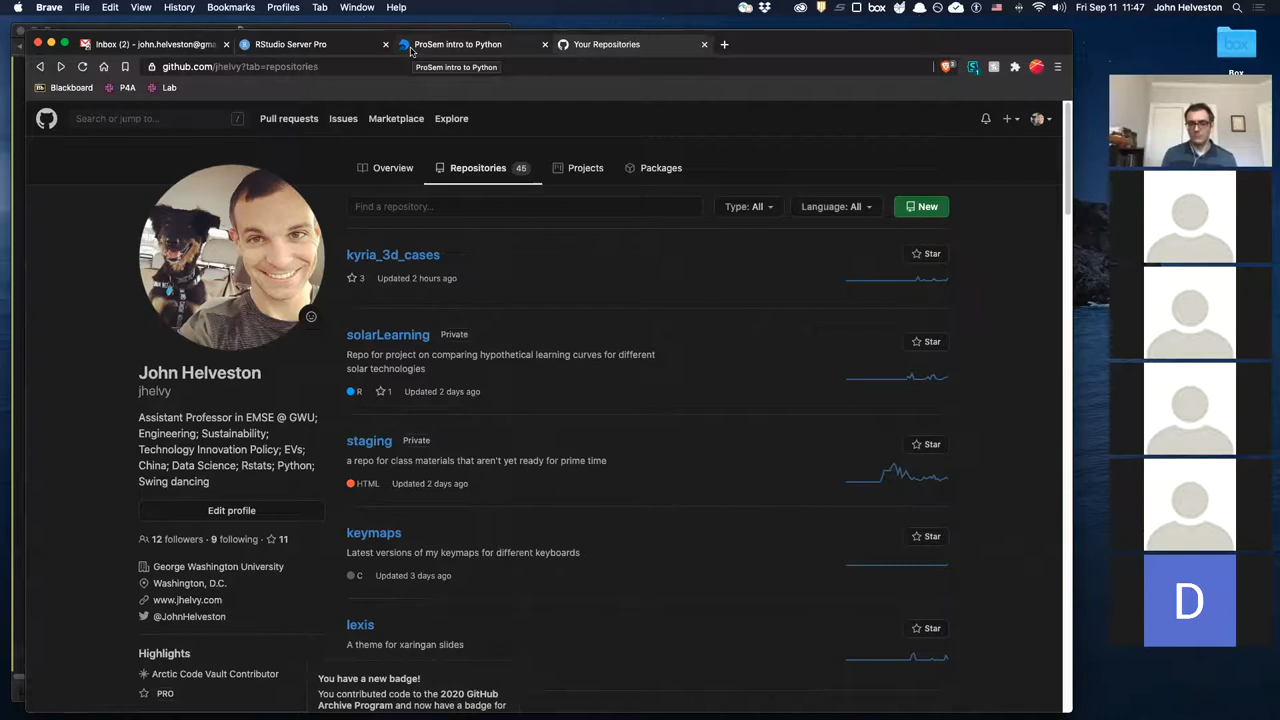 Brave File Edit View History Bookmarks Profiles Tab Window Help Fri Sep 11 11:47 John Helveston
Inbox (2) - john.helveston@gma RStudio Server Pro ProSem intro to Python Your Repositories
github.com/jhelvy?tab=repositories
ProSem intro to Python
Blackboard P4A Lab
box
Box
Search or jump to... / Pull requests Issues Marketplace Explore
Overview Repositories 45 Projects Packages
Find a repository... Type: All Language: All New
kyria_3d_cases Star
3 Updated 2 hours ago
solarLearning Private Star
Repo for project on comparing hypothetical learning curves for different
solar technologies
R 1 Updated 2 days ago
staging Private Star
a repo for class materials that aren't yet ready for prime time
HTML Updated 2 days ago
keymaps Star
Latest versions of my keymaps for different keyboards
C Updated 3 days ago
lexis Star
A theme for xaringan slides
John Helveston
jhelvy
Assistant Professor in EMSE @ GWU;
Engineering; Sustainability;
Technology Innovation Policy; EVs;
China; Data Science; Rstats; Python;
Swing dancing
Edit profile
12 followers · 9 following · 11
George Washington University
Washington, D.C.
www.jhelvy.com
@JohnHelveston
Highlights
Arctic Code Vault Contributor
PRO
You have a new badge!
You contributed code to the 2020 GitHub
Archive Program and now have a badge for
D